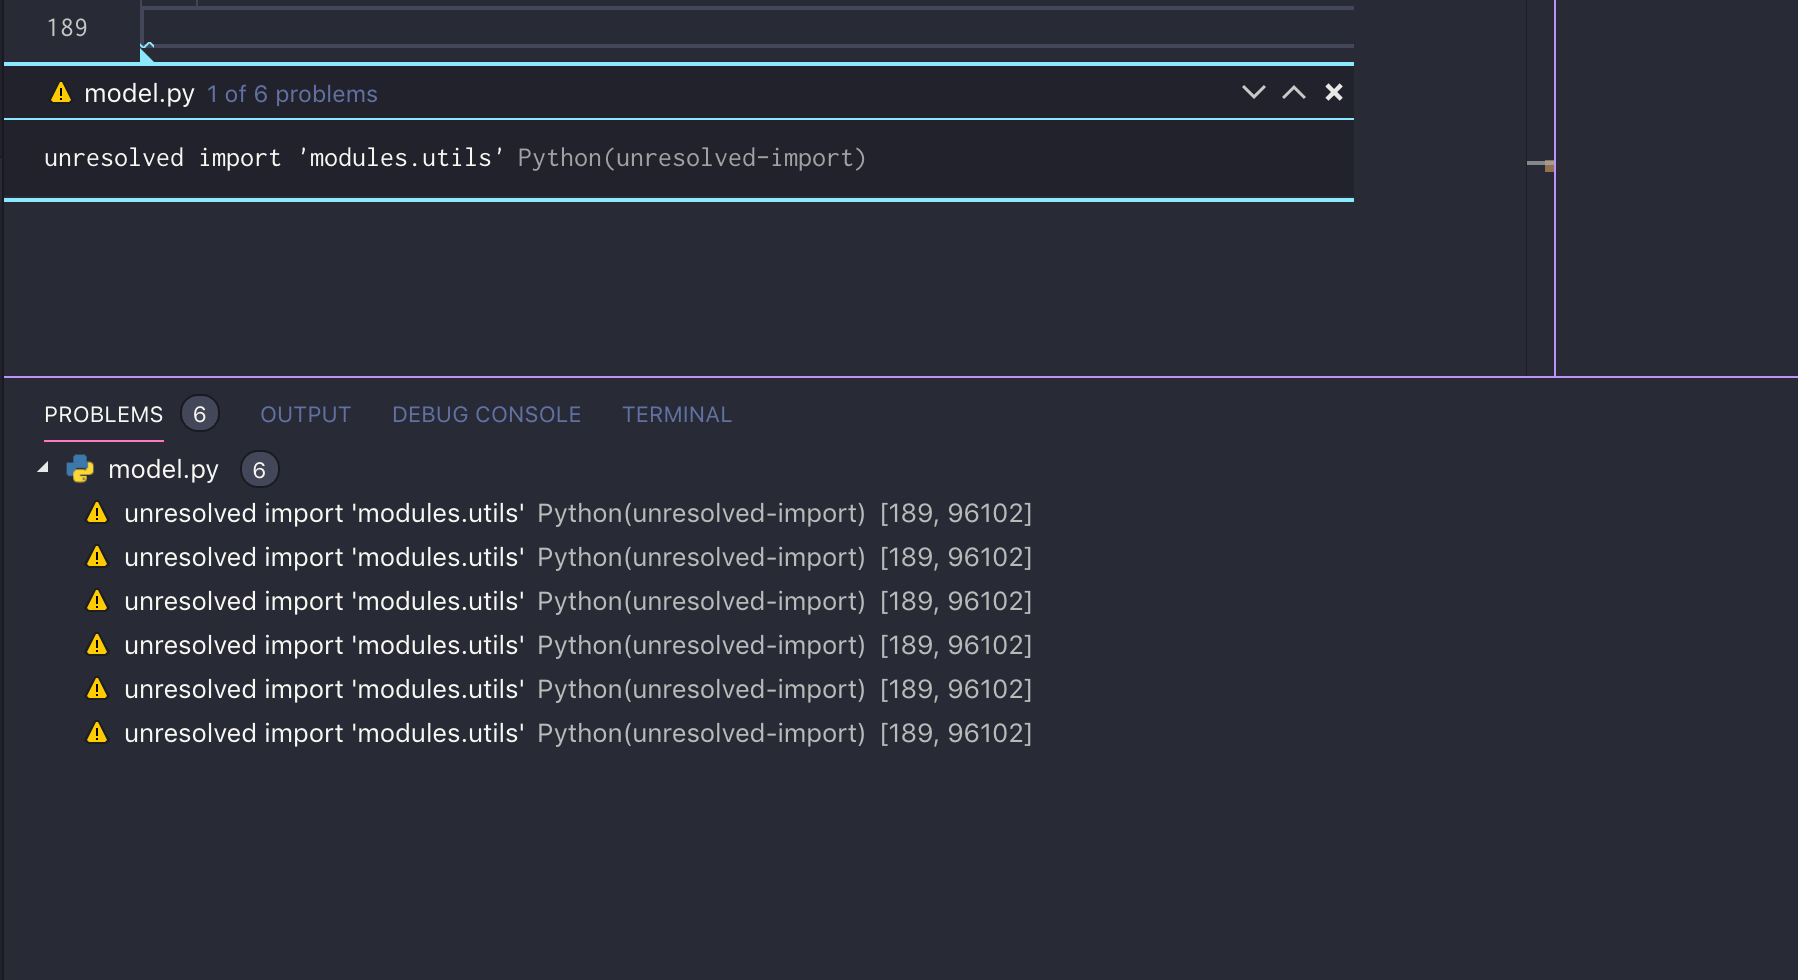 189
model.py 1 of 6 problems
unresolved import 'modules.utils' Python(unresolved-import)
PROBLEMS 6 OUTPUT DEBUG CONSOLE TERMINAL
model.py 6
unresolved import 'modules.utils' Python(unresolved-import) [189, 96102]
unresolved import 'modules.utils' Python(unresolved-import) [189, 96102]
unresolved import 'modules.utils' Python(unresolved-import) [189, 96102]
unresolved import 'modules.utils' Python(unresolved-import) [189, 96102]
unresolved import 'modules.utils' Python(unresolved-import) [189, 96102]
unresolved import 'modules.utils' Python(unresolved-import) [189, 96102]